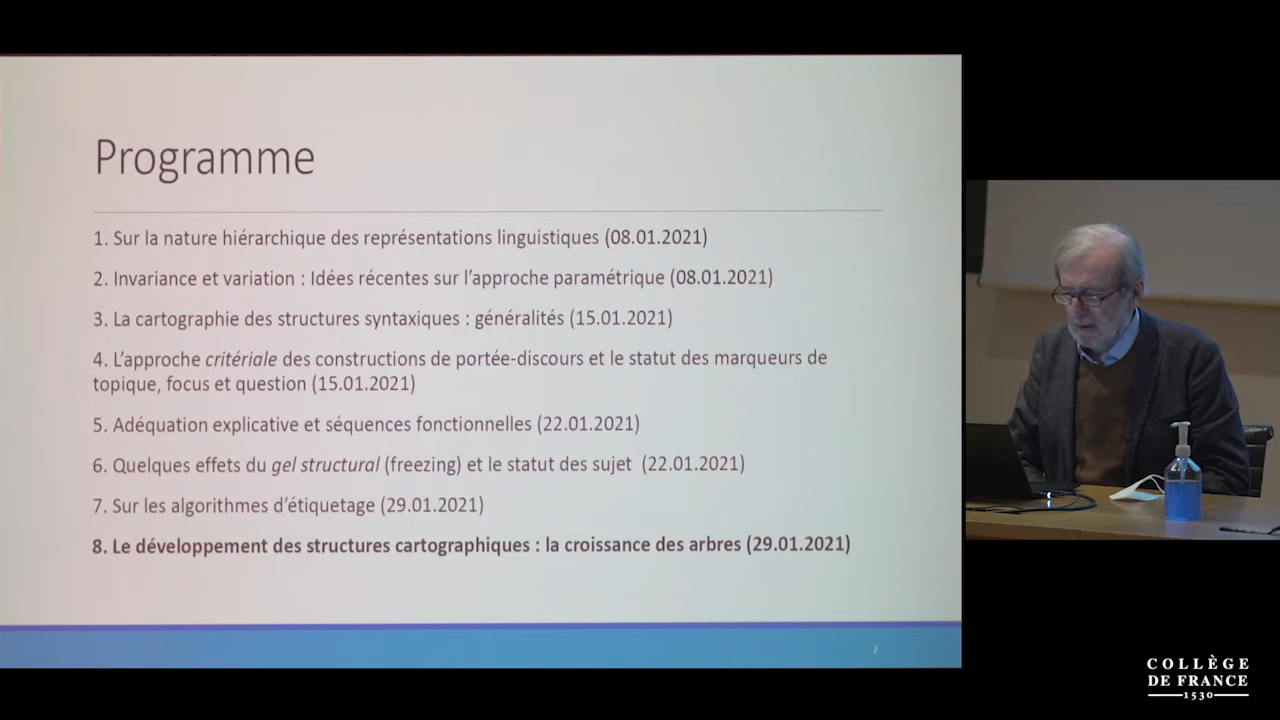 Programme
1. Sur la nature hiérarchique des représentations linguistiques (08.01.2021)
2. Invariance et variation : Idées récentes sur l'approche paramétrique (08.01.2021)
3. La cartographie des structures syntaxiques : généralités (15.01.2021)
4. L'approche critériale des constructions de portée-discours et le statut des marqueurs de
topique, focus et question (15.01.2021)
5. Adéquation explicative et séquences fonctionnelles (22.01.2021)
6. Quelques effets du gel structural (freezing) et le statut des sujet (22.01.2021)
7. Sur les algorithmes d'étiquetage (29.01.2021)
8. Le développement des structures cartographiques : la croissance des arbres (29.01.2021)
2
COLLÈGE
DE FRANCE
1530